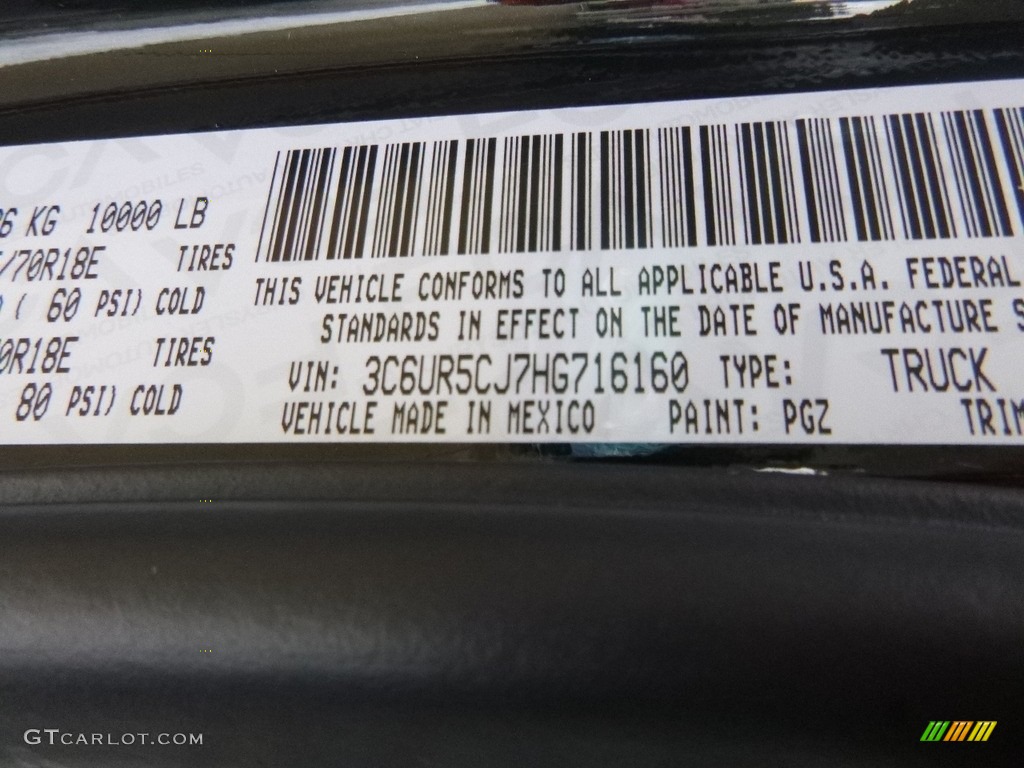 6 KG 10000 LB
/70R18E TIRES
( 60 PSI) COLD
0R18E TIRES
80 PSI) COLD
THIS VEHICLE CONFORMS TO ALL APPLICABLE U.S.A. FEDERAL
STANDARDS IN EFFECT ON THE DATE OF MANUFACTURE S
VIN: 3C6UR5CJ7HG716160 TYPE: TRUCK
VEHICLE MADE IN MEXICO PAINT: PGZ TRIM
GTCARLOT.COM